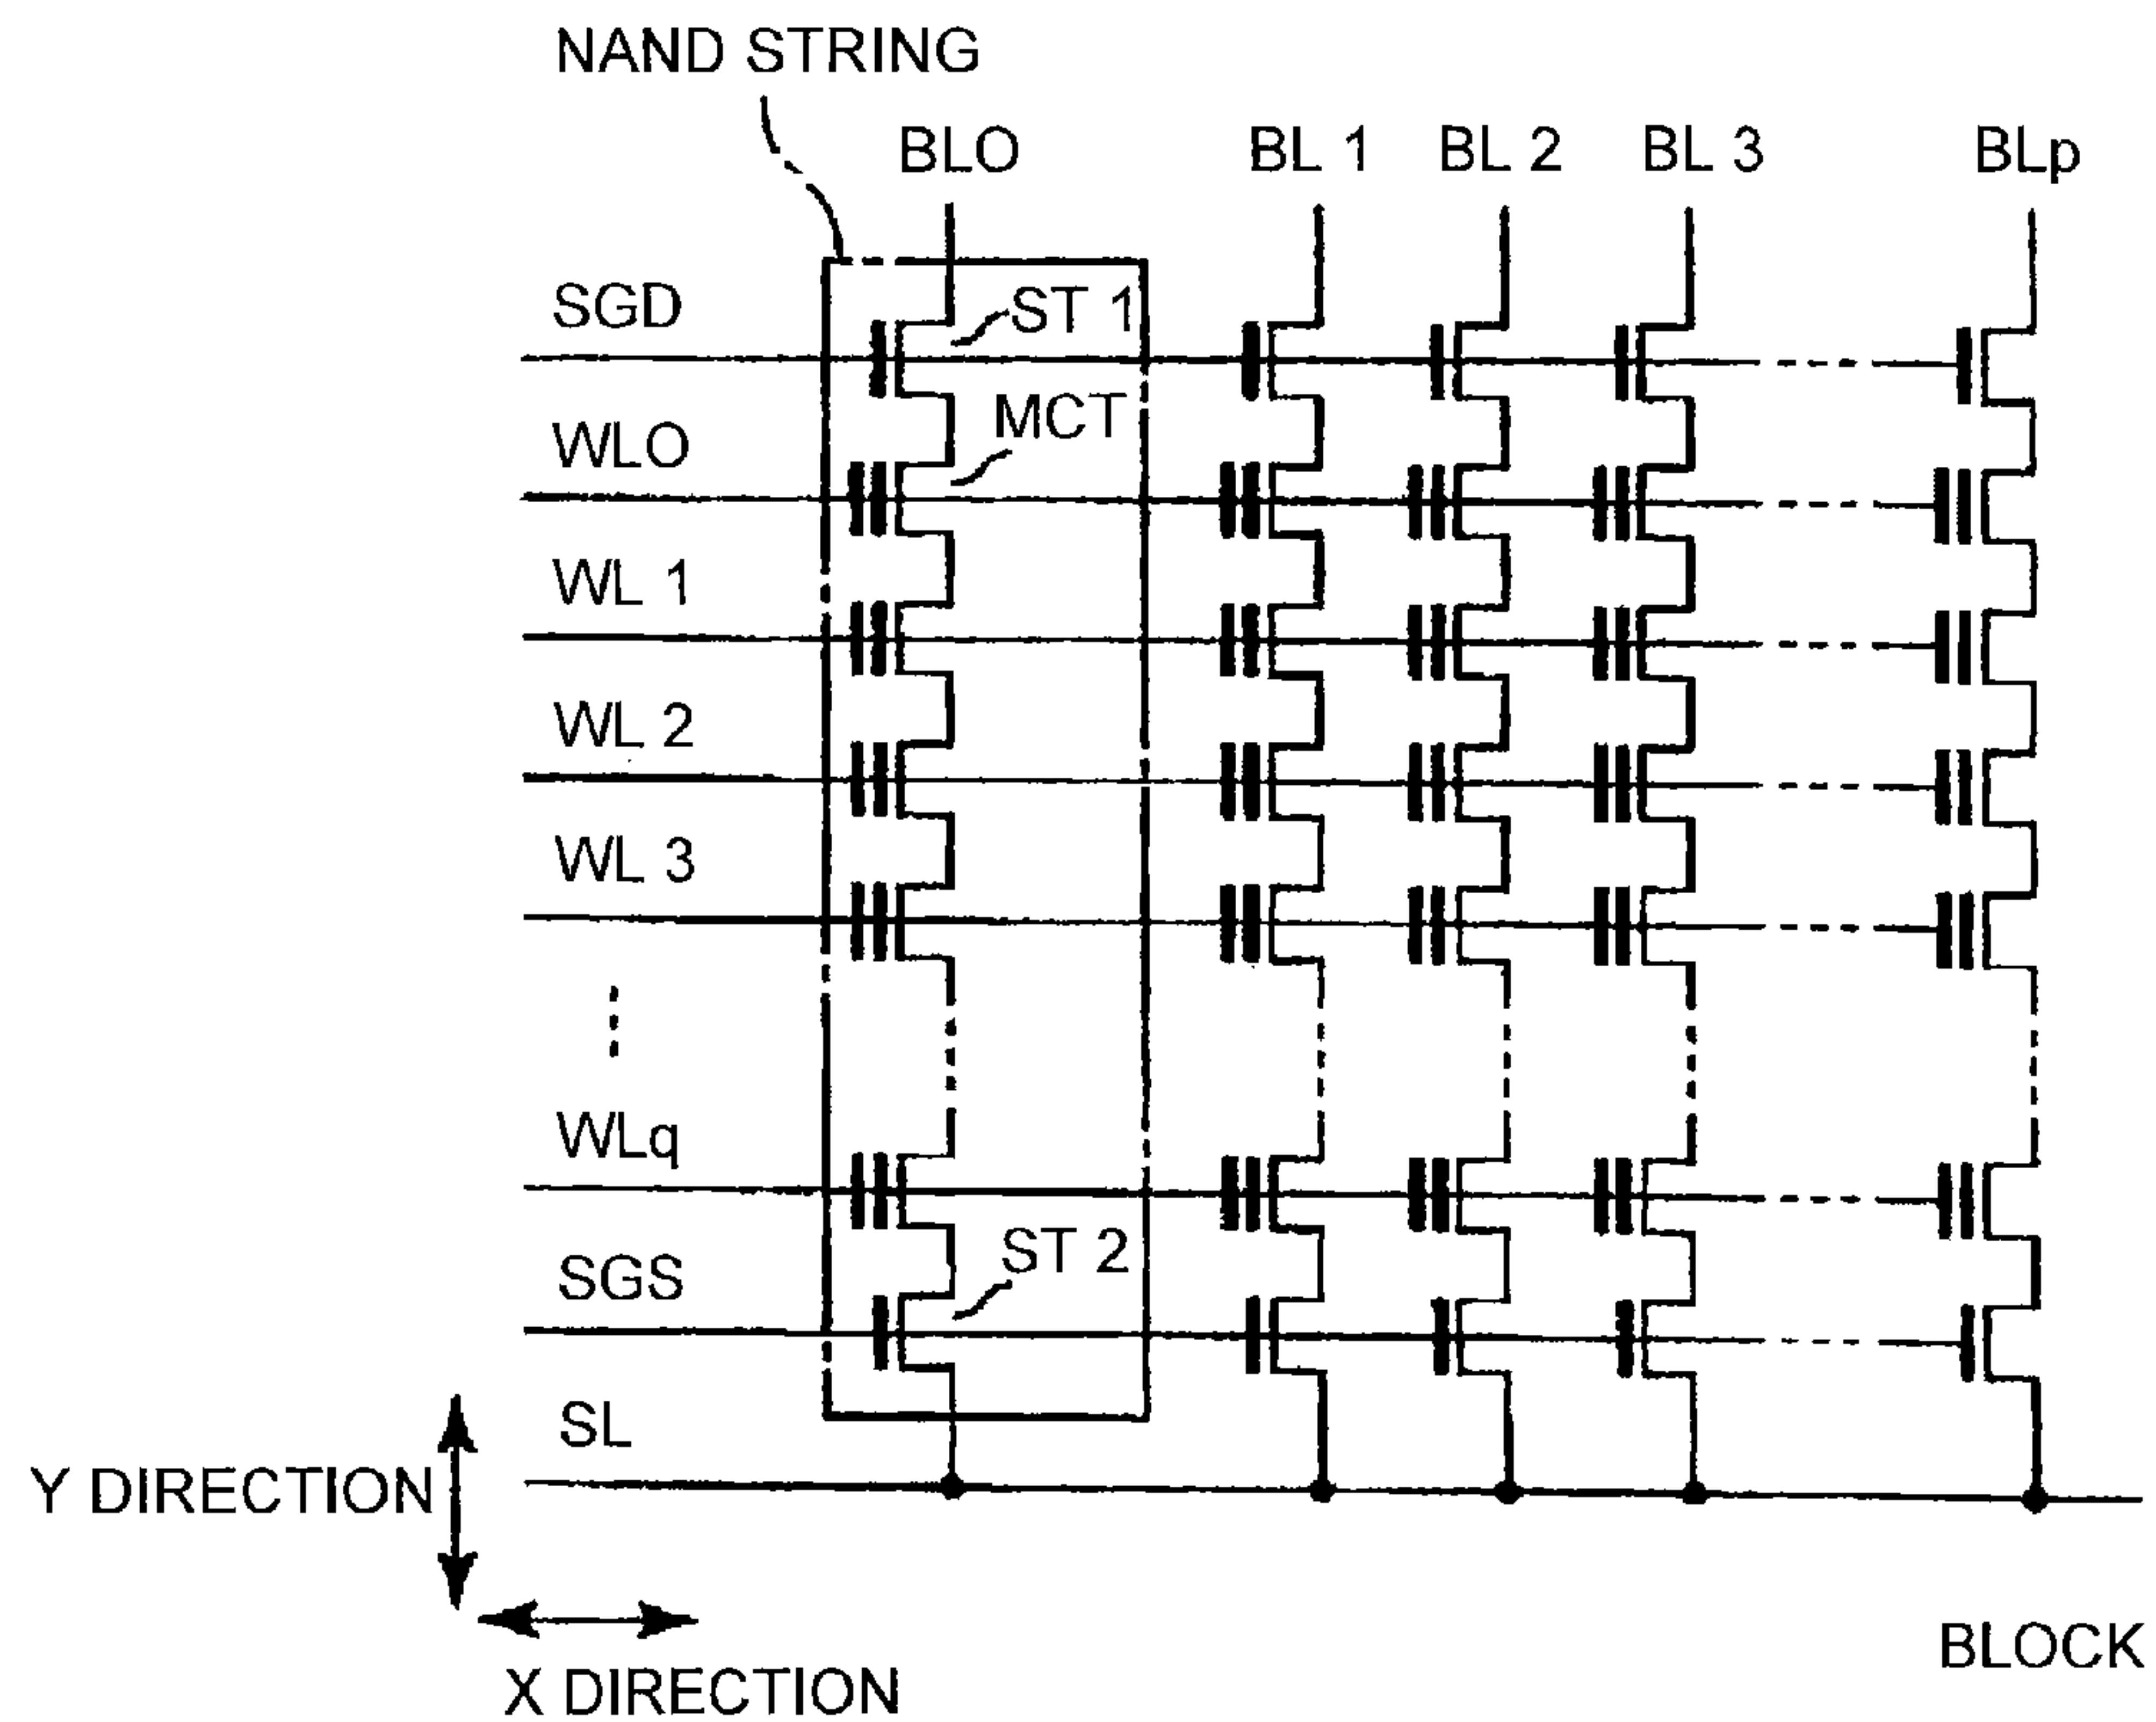 NAND STRING
BLO
BL 1
BL 2
BL 3
BLp
SGD
ST 1
MCT
WLO
WL 1
WL 2
WL 3
WLq
ST 2
SGS
SL
Y DIRECTION
X DIRECTION
BLOCK